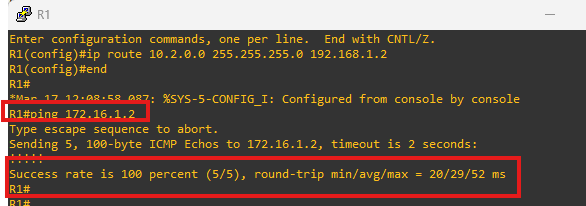 R1
Enter configuration commands, one per line.  End with CNTL/Z.
R1(config)#ip route 10.2.0.0 255.255.255.0 192.168.1.2
R1(config)#end
R1#
*Mar 17 12:08:58.087: %SYS-5-CONFIG_I: Configured from console by console
R1#ping 172.16.1.2
Type escape sequence to abort.
Sending 5, 100-byte ICMP Echos to 172.16.1.2, timeout is 2 seconds:
!!!!!
Success rate is 100 percent (5/5), round-trip min/avg/max = 20/29/52 ms
R1#
R1#